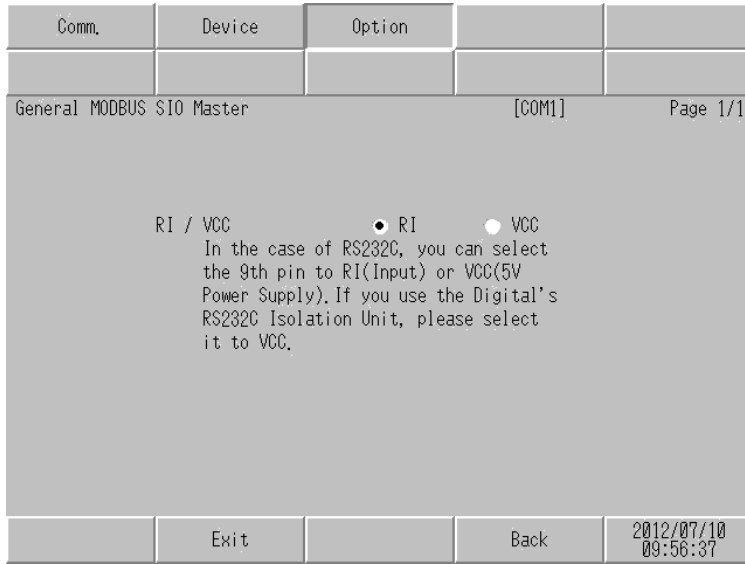 Comm. Device Option
General MODBUS SIO Master [COM1] Page 1/1
RI / VCC RI VCC
In the case of RS232C, you can select
the 9th pin to RI(Input) or VCC(5V
Power Supply).If you use the Digital's
RS232C Isolation Unit, please select
it to VCC.
Exit Back 2012/07/10
09:56:37